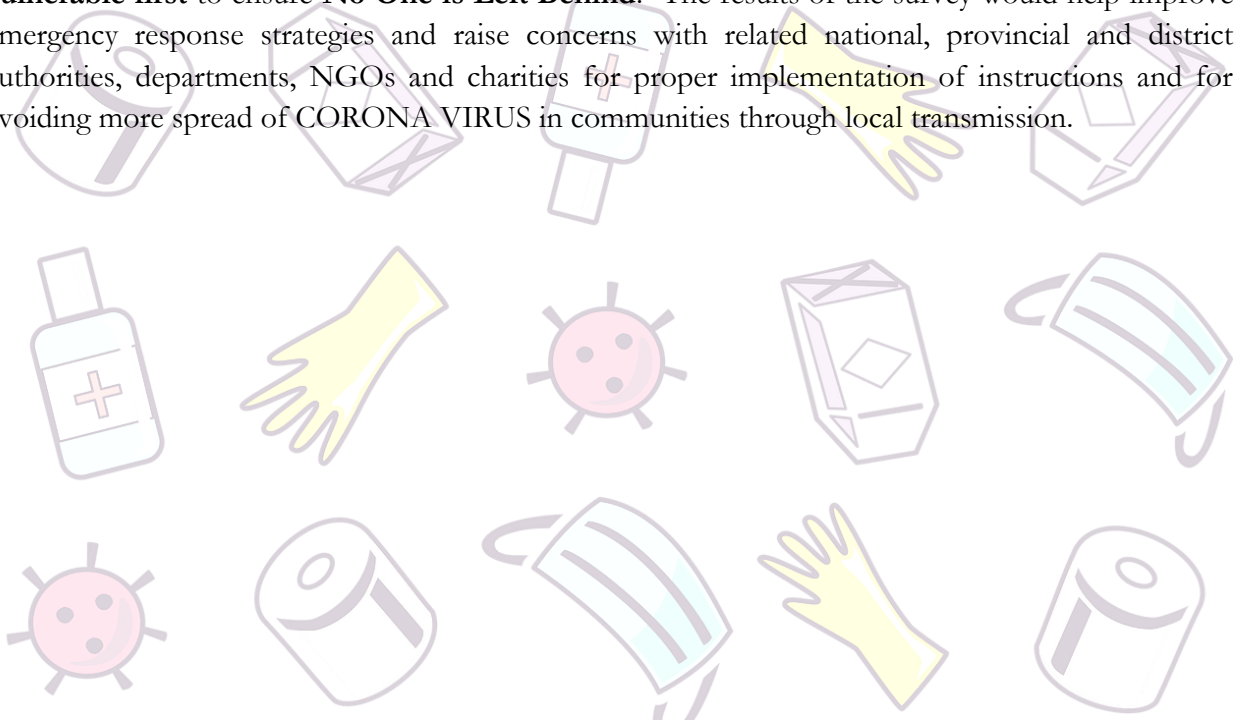 ulnerable first to ensure No One is Left Behind. The results of the survey would help improve
mergency response strategies and raise concerns with related national, provincial and district
uthorities, departments, NGOs and charities for proper implementation of instructions and for
voiding more spread of CORONA VIRUS in communities through local transmission.